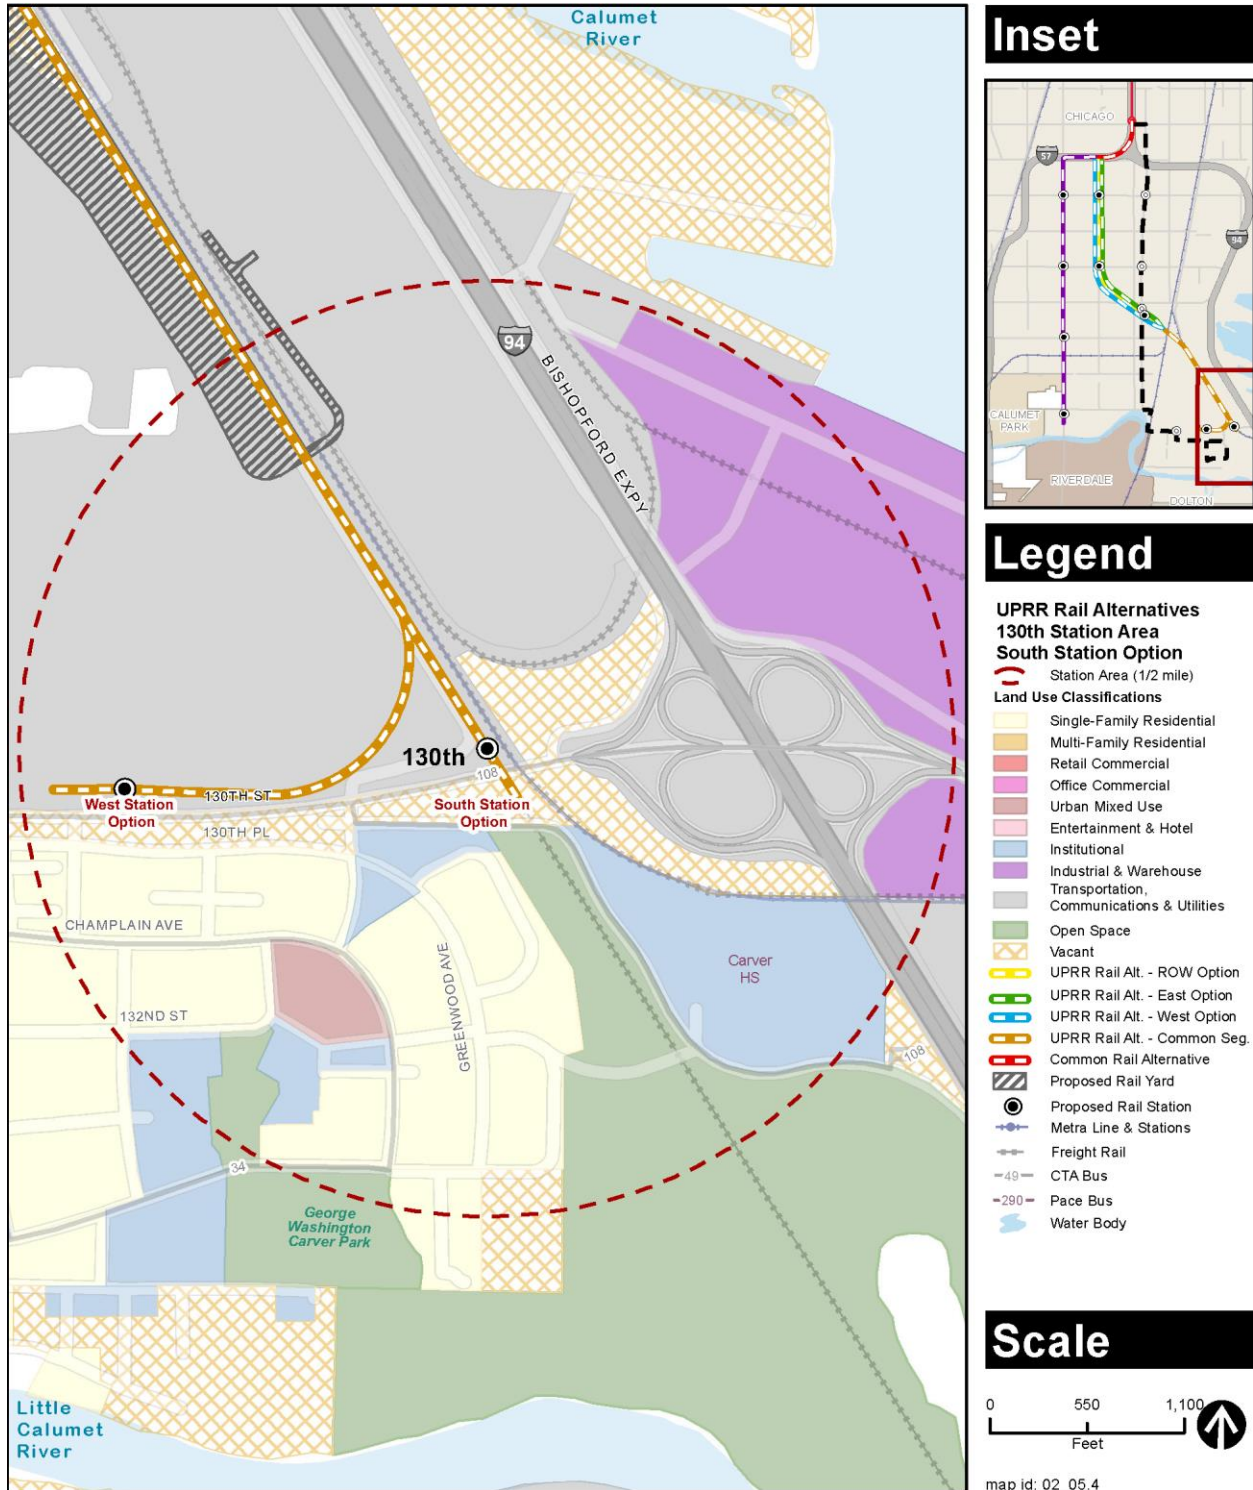 Calumet
River
94
BISHOPFORD EXPY
130th
108
West Station
Option
130TH ST
South Station
Option
130TH PL
CHAMPLAIN AVE
GREENWOOD AVE
Carver
HS
132ND ST
108
34
George
Washington
Carver Park
Little
Calumet
River
Inset
CHICAGO
57
94
CALUMET
PARK
RIVERDALE
DOLTON
Legend
UPRR Rail Alternatives
130th Station Area
South Station Option
Station Area (1/2 mile)
Land Use Classifications
Single-Family Residential
Multi-Family Residential
Retail Commercial
Office Commercial
Urban Mixed Use
Entertainment & Hotel
Institutional
Industrial & Warehouse
Transportation,
Communications & Utilities
Open Space
Vacant
UPRR Rail Alt. - ROW Option
UPRR Rail Alt. - East Option
UPRR Rail Alt. - West Option
UPRR Rail Alt. - Common Seg.
Common Rail Alternative
Proposed Rail Yard
Proposed Rail Station
Metra Line & Stations
Freight Rail
49 CTA Bus
290 Pace Bus
Water Body
Scale
0 550 1,100
Feet
map id: 02_05.4